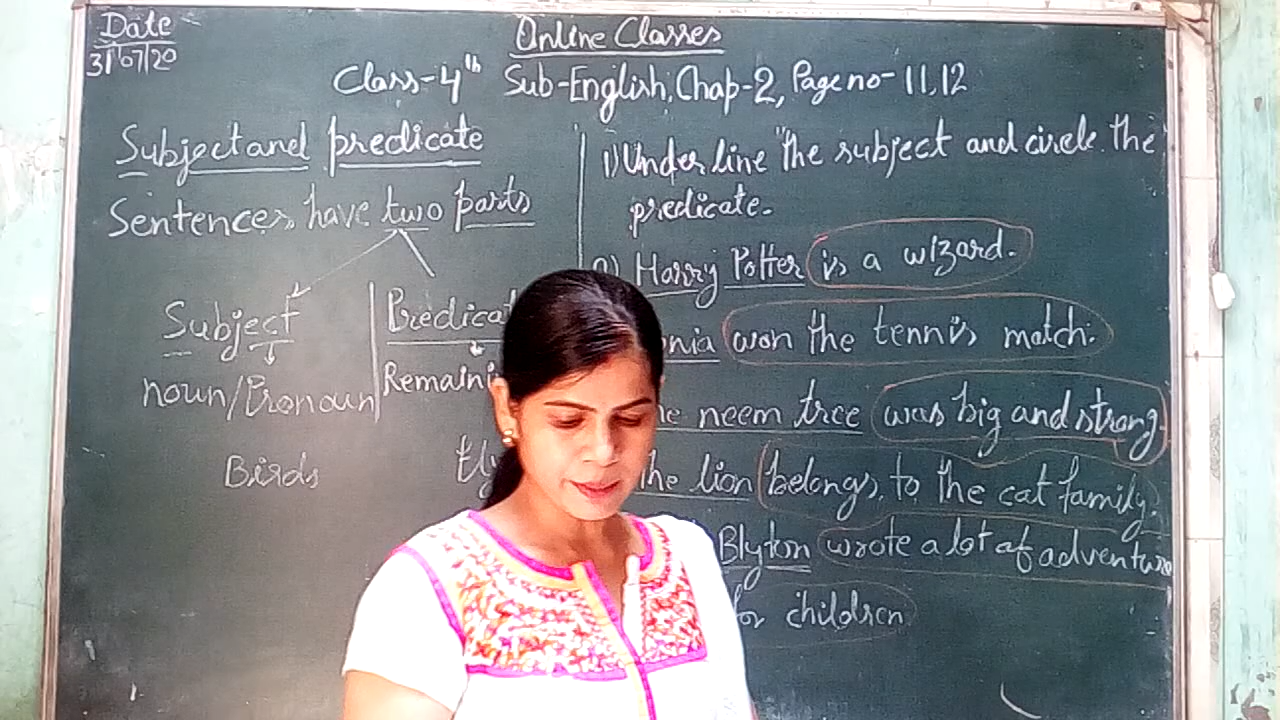 Date
31/07/20
Online Classes
Class-4th Sub-English, Chap-2, Page no- 11,12
Subject and predicate
Sentences have two parts
Subject
noun/Pronoun
Birds
1) Underline the subject and circle the
predicate.
Harry Potter is a wizard.
won the tennis match.
neem tree was big and strong.
the lion belongs to the cat family.
Blyton wrote a lot of adventure
for children